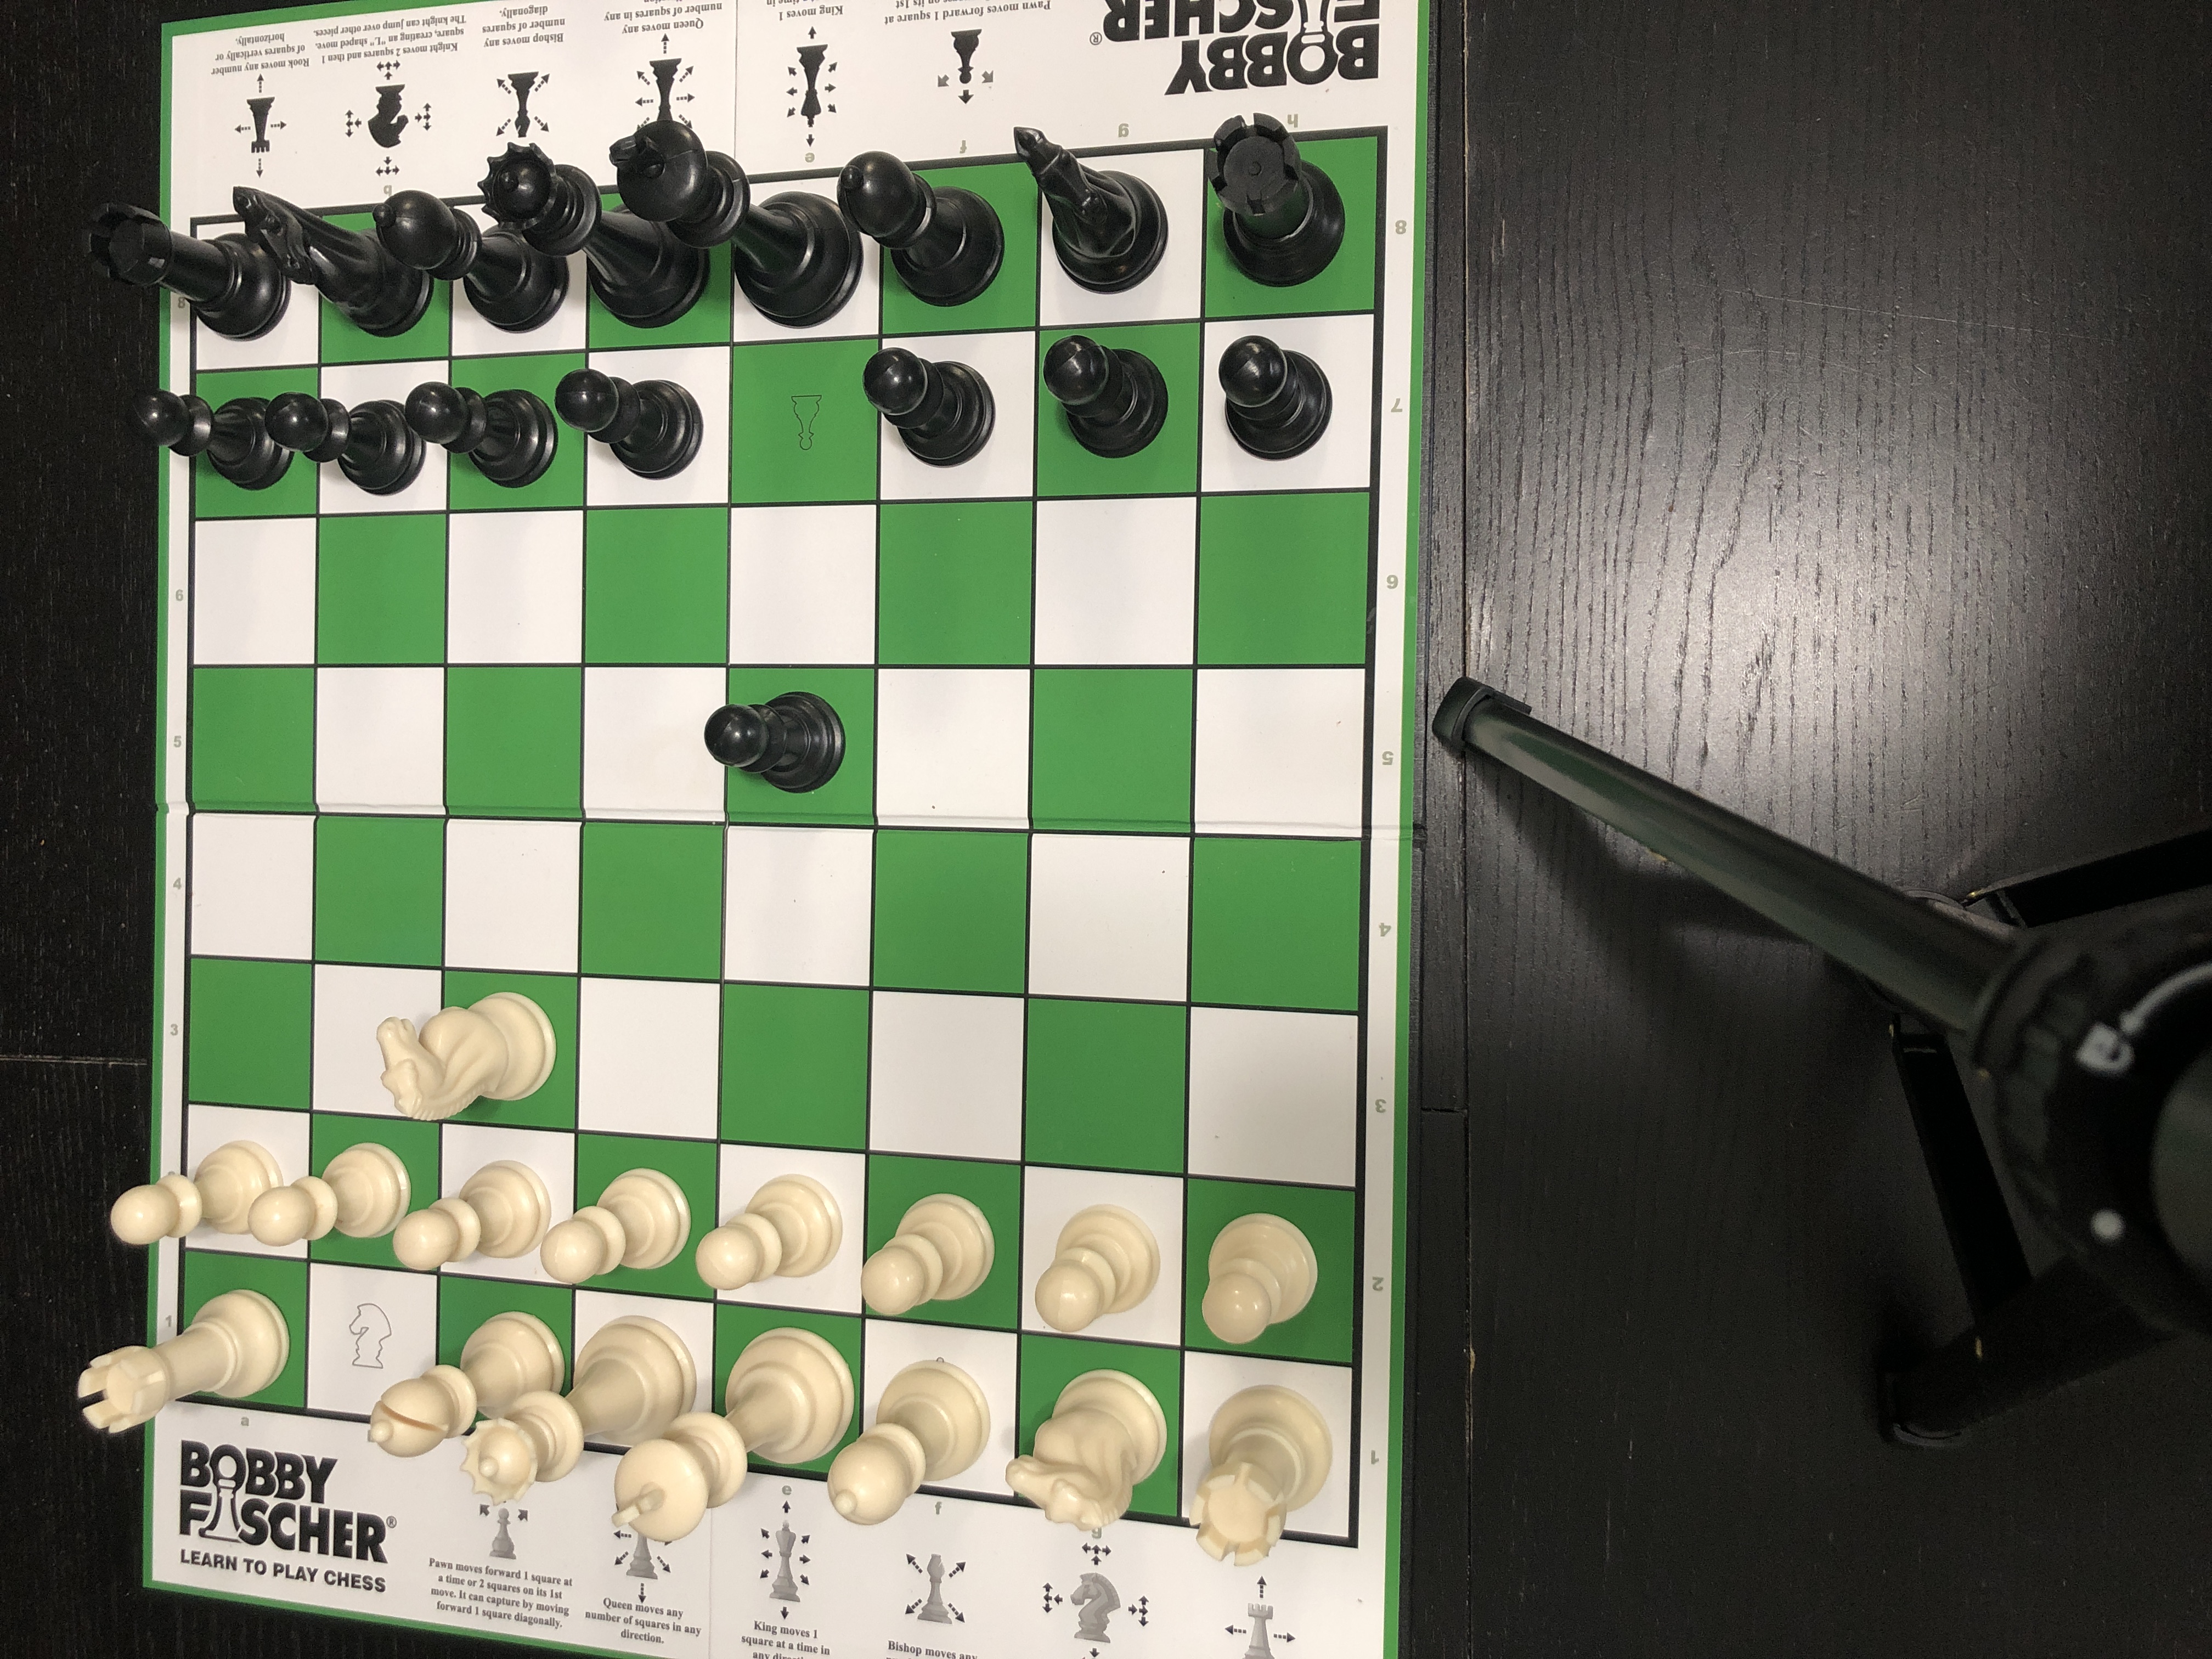 BOBBY
FISCHER®
LEARN TO PLAY CHESS
Pawn moves forward 1 square at
a time or 2 squares on its 1st
move. It can capture by moving
forward 1 square diagonally.
Queen moves any
number of squares in any
direction.
King moves 1
square at a time in
any
Bishop moves any
1
3
4
5
6
8
a
e
f
g
1
2
3
4
5
6
7
8
b
e
f
g
h
Rook moves any number
of squares vertically or
horizontally.
Knight moves 2 squares and then 1
square, creating an "L" shaped move.
The knight can jump over other pieces.
Bishop moves any
number of squares
diagonally.
Queen moves any
number of squares in any
King moves 1
Pawn moves forward 1 square at
BOBBY
FISCHER®